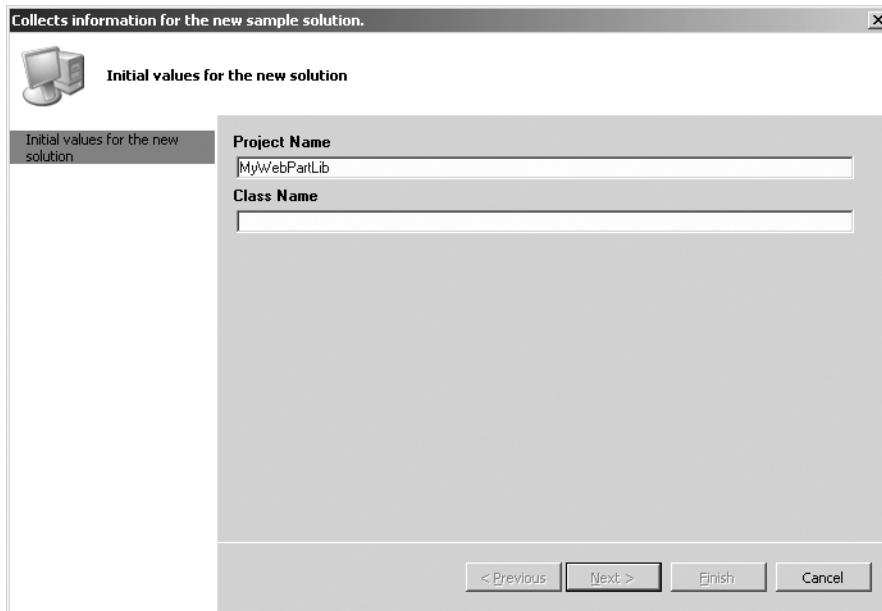 Collects information for the new sample solution.
Initial values for the new solution
Initial values for the new
solution
Project Name
MyWebPartLib
Class Name
< Previous
Next >
Finish
Cancel